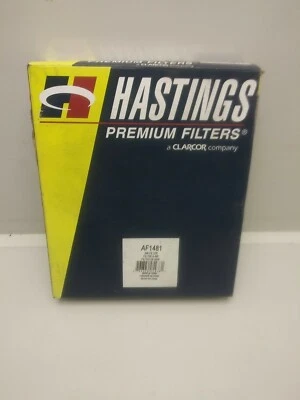 HASTINGS
PREMIUM FILTERS®
a CLARCOR company
AF1481